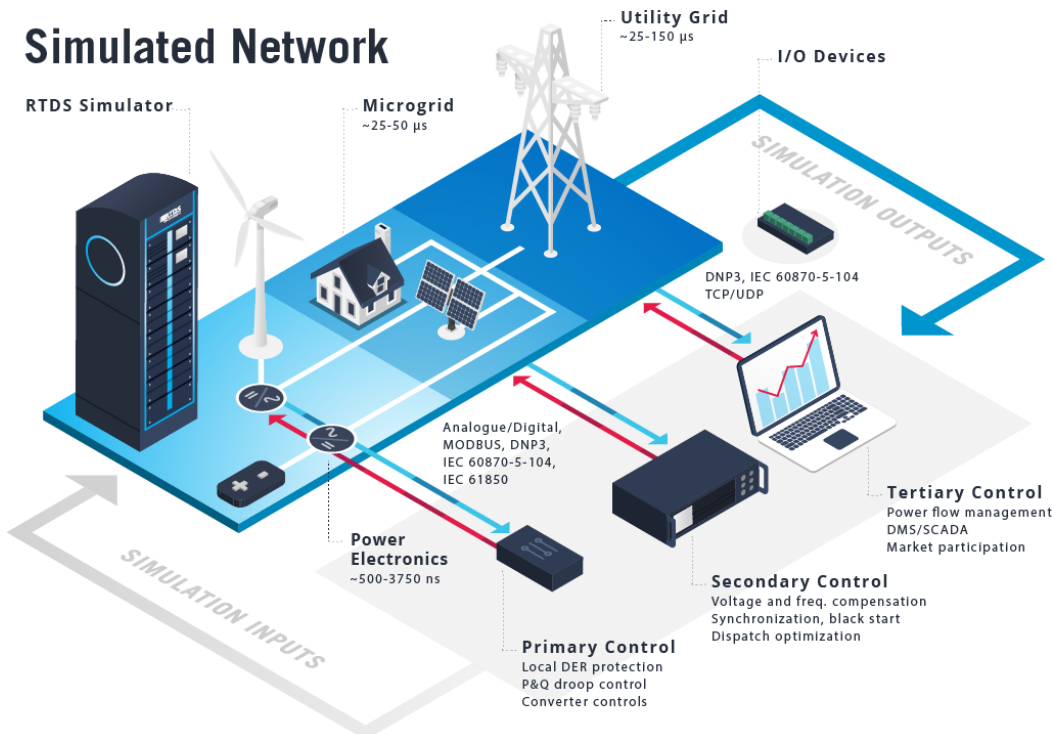 Simulated Network
RTDS Simulator
Microgrid
~25-50 µs
Utility Grid
~25-150 µs
I/O Devices
SIMULATION OUTPUTS
RTDS
DNP3, IEC 60870-5-104
TCP/UDP
Analogue/Digital,
MODBUS, DNP3,
IEC 60870-5-104,
IEC 61850
Power
Electronics
~500-3750 ns
Tertiary Control
Power flow management
DMS/SCADA
Market participation
Secondary Control
Voltage and freq. compensation
Synchronization, black start
Dispatch optimization
Primary Control
Local DER protection
P&Q droop control
Converter controls
SIMULATION INPUTS